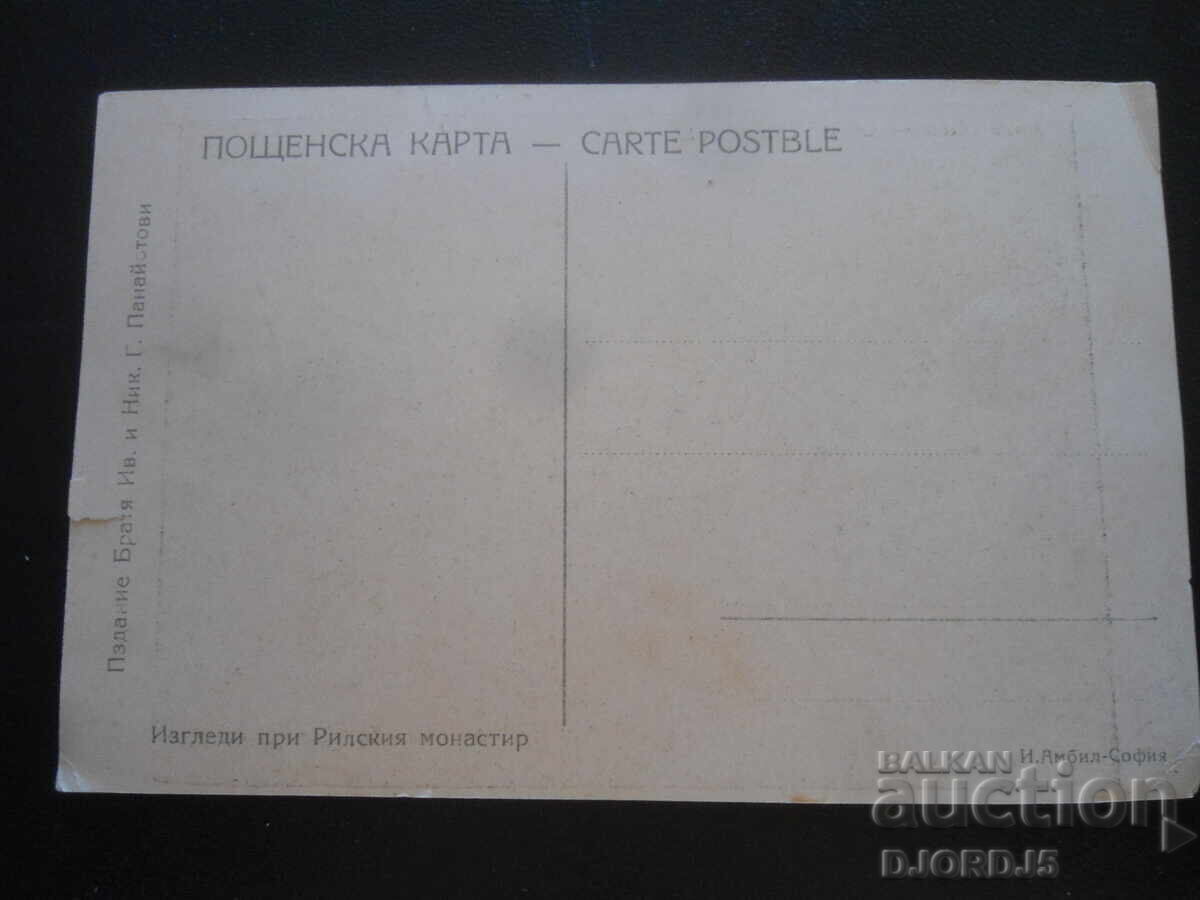 ПОЩЕНСКА КАРТА — CARTE POSTBLE
Пздание Братя Ив. и Ник. Г. Панайотови
Изгледи при Рилския монастир
И.Амбил-София
BALKAN
auction
DJORDJ5